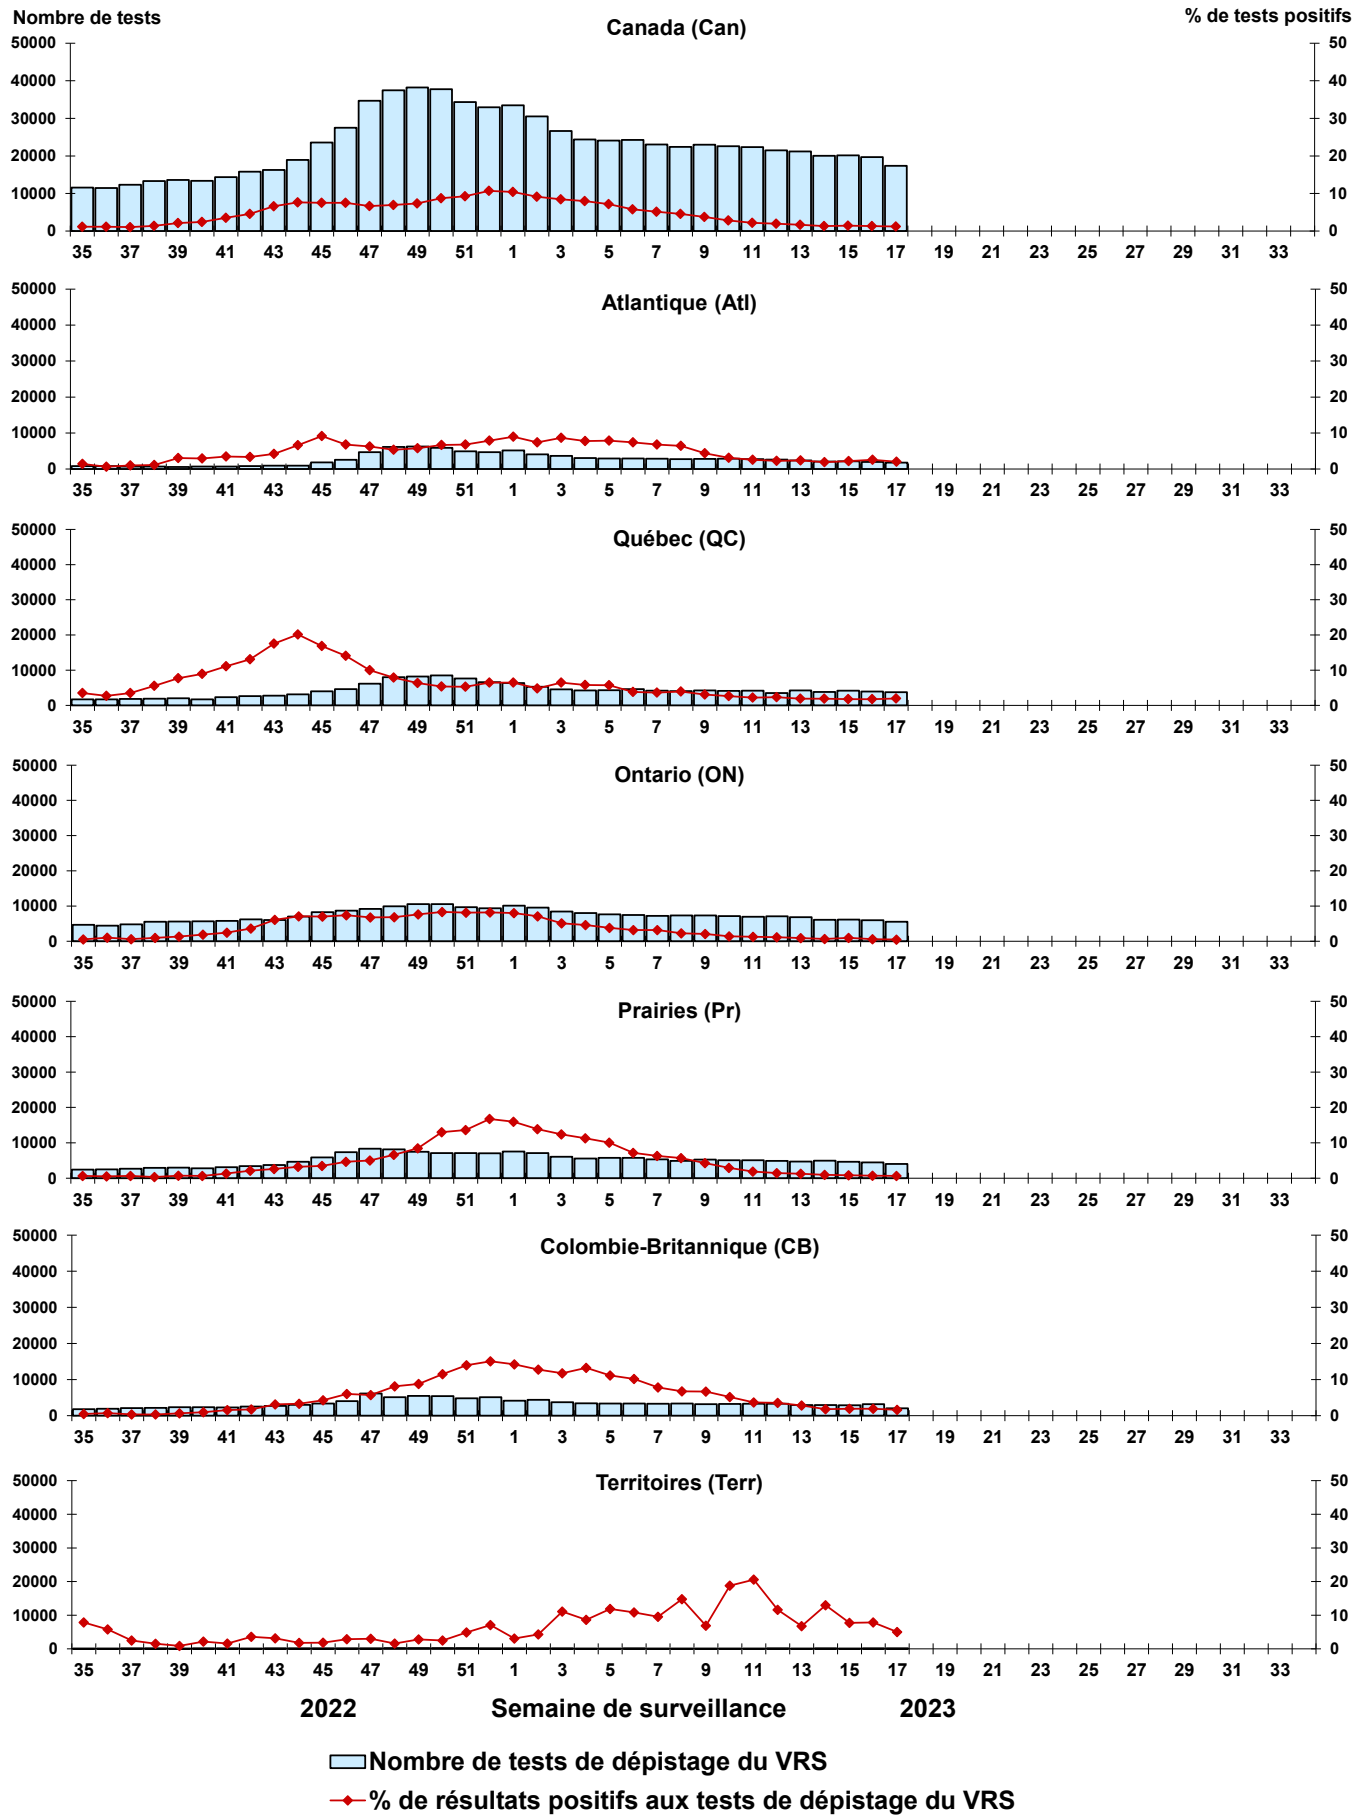 Nombre de tests
% de tests positifs
Canada (Can)
50000 50
40000 40
30000 30
20000 20
10000 10
0 0
35 37 39 41 43 45 47 49 51 1 3 5 7 9 11 13 15 17 19 21 23 25 27 29 31 33
Atlantique (Atl)
50000 50
40000 40
30000 30
20000 20
10000 10
0 0
35 37 39 41 43 45 47 49 51 1 3 5 7 9 11 13 15 17 19 21 23 25 27 29 31 33
Québec (QC)
50000 50
40000 40
30000 30
20000 20
10000 10
0 0
35 37 39 41 43 45 47 49 51 1 3 5 7 9 11 13 15 17 19 21 23 25 27 29 31 33
Ontario (ON)
50000 50
40000 40
30000 30
20000 20
10000 10
0 0
35 37 39 41 43 45 47 49 51 1 3 5 7 9 11 13 15 17 19 21 23 25 27 29 31 33
Prairies (Pr)
50000 50
40000 40
30000 30
20000 20
10000 10
0 0
35 37 39 41 43 45 47 49 51 1 3 5 7 9 11 13 15 17 19 21 23 25 27 29 31 33
Colombie-Britannique (CB)
50000 50
40000 40
30000 30
20000 20
10000 10
0 0
35 37 39 41 43 45 47 49 51 1 3 5 7 9 11 13 15 17 19 21 23 25 27 29 31 33
Territoires (Terr)
50000 50
40000 40
30000 30
20000 20
10000 10
0 0
35 37 39 41 43 45 47 49 51 1 3 5 7 9 11 13 15 17 19 21 23 25 27 29 31 33
2022 Semaine de surveillance 2023
Nombre de tests de dépistage du VRS
% de résultats positifs aux tests de dépistage du VRS